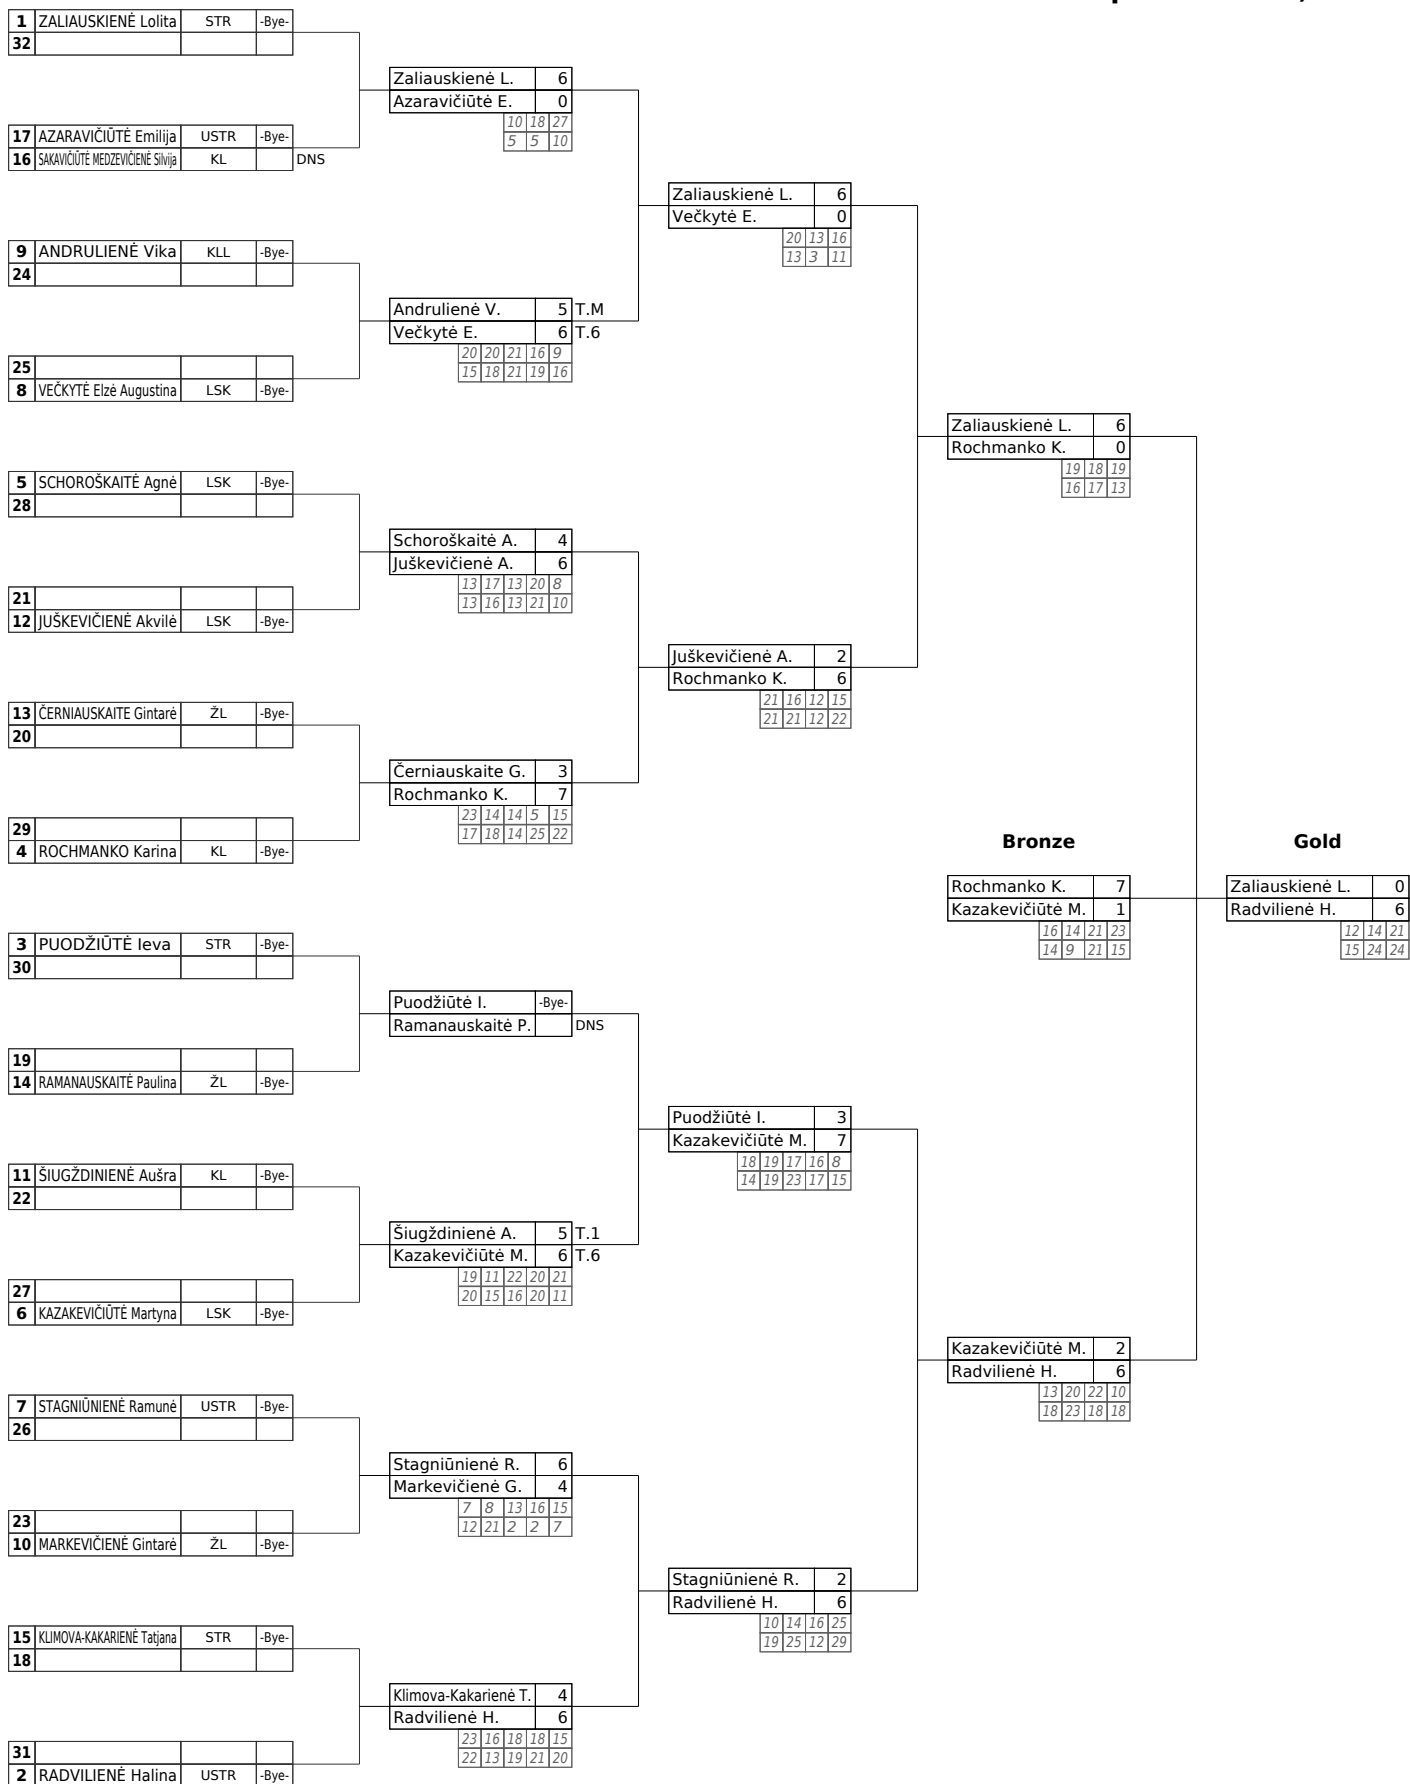 1 ZALIAUSKIENĖ Lolita STR -Bye-
32
Zaliauskienė L. 6
Azaravičiūtė E. 0
10 18 27
5 5 10
17 AZARAVIČIŪTĖ Emilija USTR -Bye-
16 SAKAVIČIŪTĖ MEDZEVIČIENĖ Silvija KL DNS
Zaliauskienė L. 6
Večkytė E. 0
20 13 16
13 3 11
9 ANDRULIENĖ Vika KLL -Bye-
24
Andrulienė V. 5 T.M
Večkytė E. 6 T.6
20 20 21 16 9
15 18 21 19 16
25
8 VEČKYTĖ Elzė Augustina LSK -Bye-
Zaliauskienė L. 6
Rochmanko K. 0
19 18 19
16 17 13
5 SCHOROŠKAITĖ Agnė LSK -Bye-
28
Schoroškaitė A. 4
Juškevičienė A. 6
13 17 13 20 8
13 16 13 21 10
21
12 JUŠKEVIČIENĖ Akvilė LSK -Bye-
Juškevičienė A. 2
Rochmanko K. 6
21 16 12 15
21 21 12 22
13 ČERNIAUSKAITE Gintarė ŽL -Bye-
20
Černiauskaite G. 3
Rochmanko K. 7
23 14 14 5 15
17 18 14 25 22
29
4 ROCHMANKO Karina KL -Bye-
Bronze Gold
Rochmanko K. 7 Zaliauskienė L. 0
Kazakevičiūtė M. 1 Radvilienė H. 6
16 14 21 23 12 14 21
14 9 21 15 15 24 24
3 PUODŽIŪTĖ Ieva STR -Bye-
30
Puodžiūtė I. -Bye-
Ramanauskaitė P. DNS
19
14 RAMANAUSKAITĖ Paulina ŽL -Bye-
Puodžiūtė I. 3
Kazakevičiūtė M. 7
18 19 17 16 8
14 19 23 17 15
11 ŠIUGŽDINIENĖ Aušra KL -Bye-
22
Šiugždinienė A. 5 T.1
Kazakevičiūtė M. 6 T.6
19 11 22 20 21
20 15 16 20 11
27
6 KAZAKEVIČIŪTĖ Martyna LSK -Bye-
Kazakevičiūtė M. 2
Radvilienė H. 6
13 20 22 10
18 23 18 18
7 STAGNIŪNIENĖ Ramunė USTR -Bye-
26
Stagniūnienė R. 6
Markevičienė G. 4
7 8 13 16 15
12 21 2 2 7
23
10 MARKEVIČIENĖ Gintarė ŽL -Bye-
Stagniūnienė R. 2
Radvilienė H. 6
10 14 16 25
19 25 12 29
15 KLIMOVA-KAKARIENĖ Tatjana STR -Bye-
18
Klimova-Kakarienė T. 4
Radvilienė H. 6
23 16 18 18 15
22 13 19 21 20
31
2 RADVILIENĖ Halina USTR -Bye-